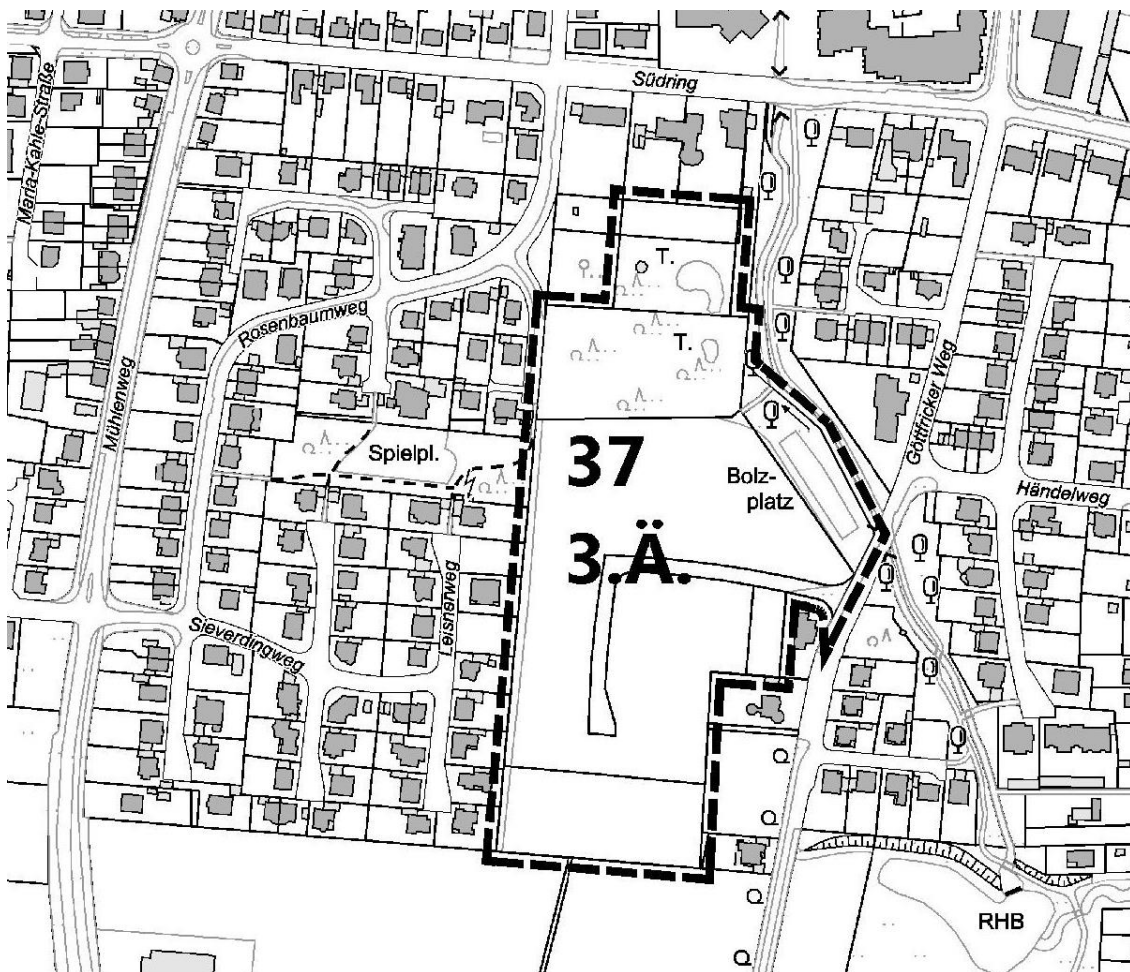 Südring
Maria-Kahle-Straße
T.
Rosenbaumweg
T.
Mühlenweg
Göttfricker Weg
37
Spielpl.
Bolz-
platz
Händelweg
3.Ä.
Leisnerweg
Sieverdingweg
RHB